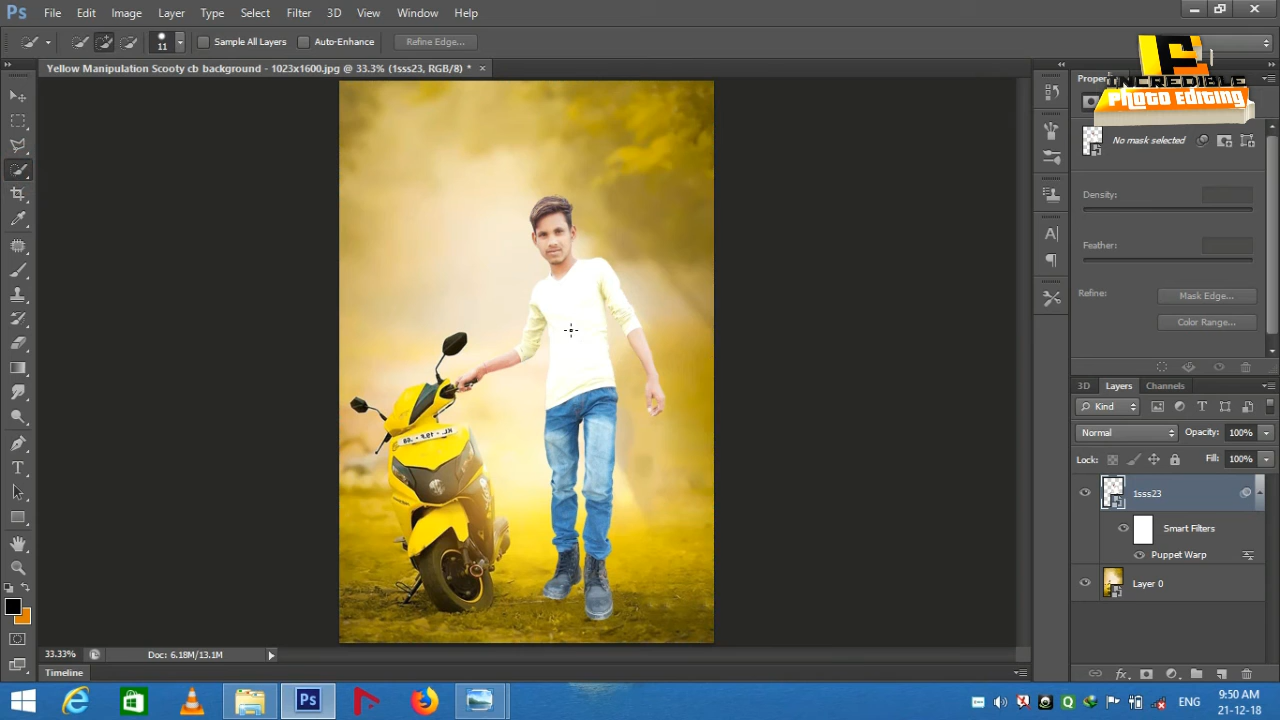 Ps File Edit Image Layer Type Select Filter 3D View Window Help
11 Sample All Layers Auto-Enhance Refine Edge...
Yellow Manipulation Scooty cb background - 1023x1600.jpg @ 33.3% (1sss23, RGB/8) * ×
INCREDIBLE
PHOTO EDITING
No mask selected
Density:
Feather:
Refine: Mask Edge...
Color Range...
3D Layers Channels
Kind
Normal Opacity: 100%
Lock: Fill: 100%
1sss23
Smart Filters
Puppet Warp
Layer 0
33.33% Doc: 6.18M/13.1M
Timeline
Ps ENG 9:50 AM
21-12-18